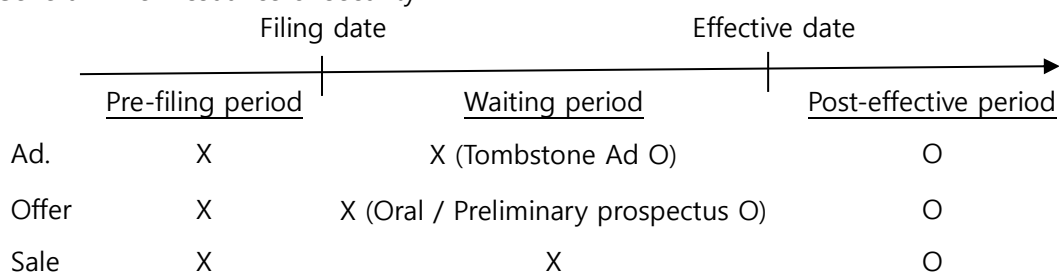 Filing date Effective date
Pre-filing period Waiting period Post-effective period
Ad. X X (Tombstone Ad O) O
Offer X X (Oral / Preliminary prospectus O) O
Sale X X O